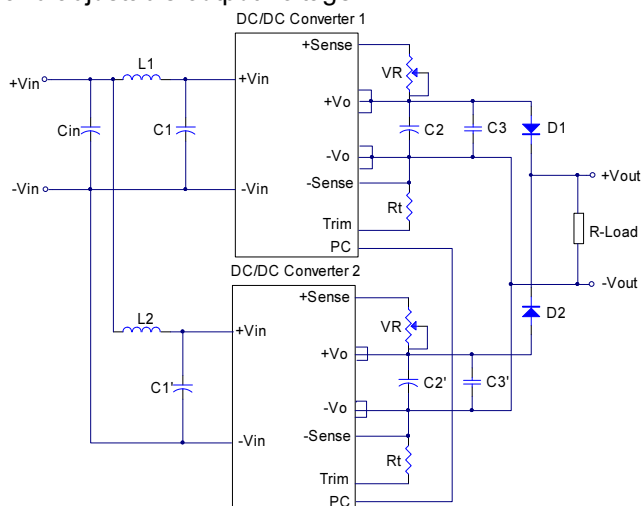 DC/DC Converter 1
+Sense
L1
VR
+Vin
+Vin
+Vo
Cin
C1
C2
C3
D1
-Vo
+Vout
-Vin
-Vin
-Sense
Rt
R-Load
Trim
PC
DC/DC Converter 2
-Vout
+Sense
L2
VR
D2
+Vin
+Vo
C1'
C2'
C3'
-Vo
-Vin
-Sense
Rt
Trim
PC